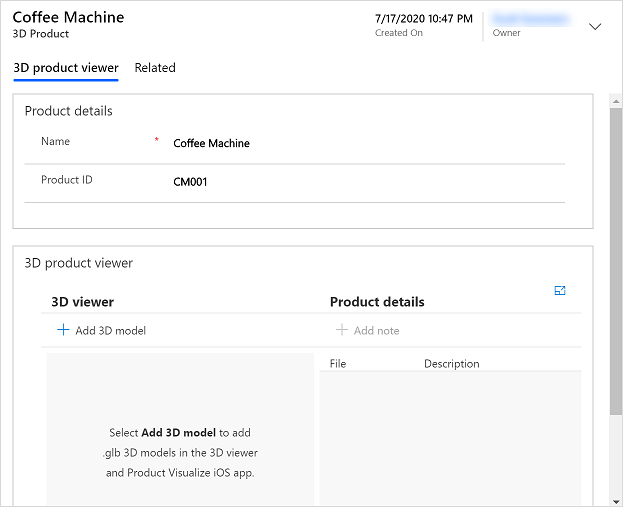 Coffee Machine
3D Product
7/17/2020 10:47 PM
Created On
Owner
3D product viewer
Related
Product details
Name * Coffee Machine
Product ID CM001
3D product viewer
3D viewer
Product details
Add 3D model
Add note
File Description
Select Add 3D model to add
.glb 3D models in the 3D viewer
and Product Visualize iOS app.